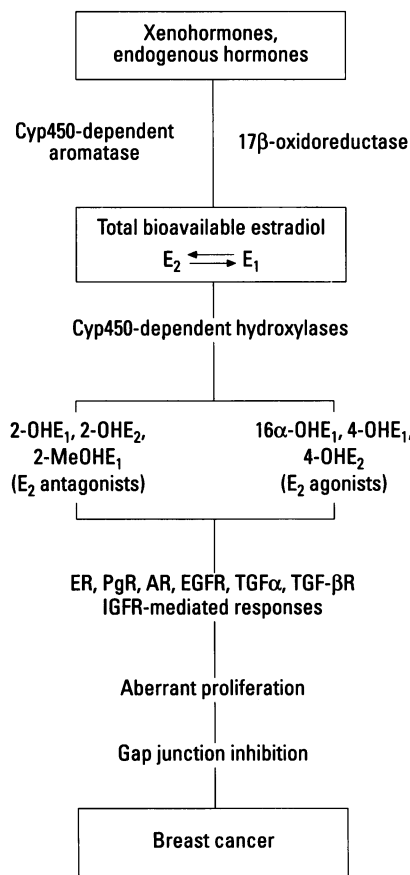 Xenohormones,
endogenous hormones
Cyp450-dependent
aromatase
17β-oxidoreductase
Total bioavailable estradiol
E₂ ⇌ E₁
Cyp450-dependent hydroxylases
2-OHE₁, 2-OHE₂,
2-MeOHE₁
(E₂ antagonists)
16α-OHE₁, 4-OHE₁,
4-OHE₂
(E₂ agonists)
ER, PgR, AR, EGFR, TGFα, TGF-βR
IGFR-mediated responses
Aberrant proliferation
Gap junction inhibition
Breast cancer